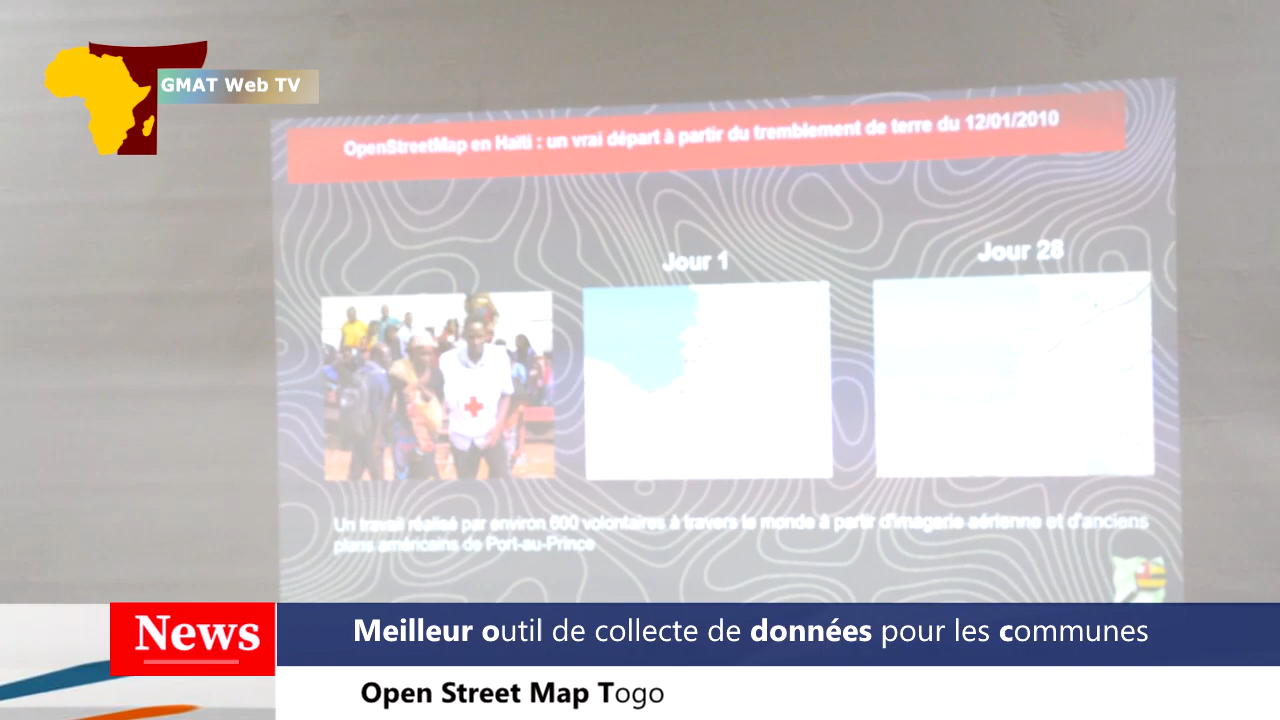 GMAT Web TV
OpenStreetMap en Haïti : un vrai départ à partir du tremblement de terre du 12/01/2010
Jour 1
Jour 28
Un travail réalisé par environ 600 volontaires à travers le monde à partir d'imagerie aérienne et d'anciens
plans américains de Port-au-Prince
News
Meilleur outil de collecte de données pour les communes
Open Street Map Togo